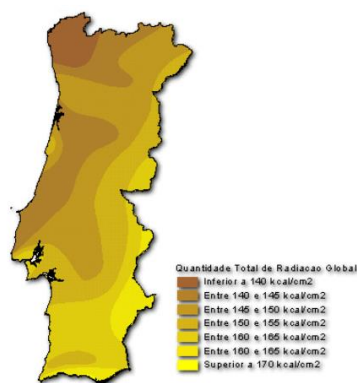 Quantidade Total de Radiacao Global
Inferior a 140 kcal/cm2
Entre 140 e 145 kcal/cm2
Entre 145 e 150 kcal/cm2
Entre 150 e 155 kcal/cm2
Entre 160 e 165 kcal/cm2
Entre 160 e 165 kcal/cm2
Superior a 170 kcal/cm2